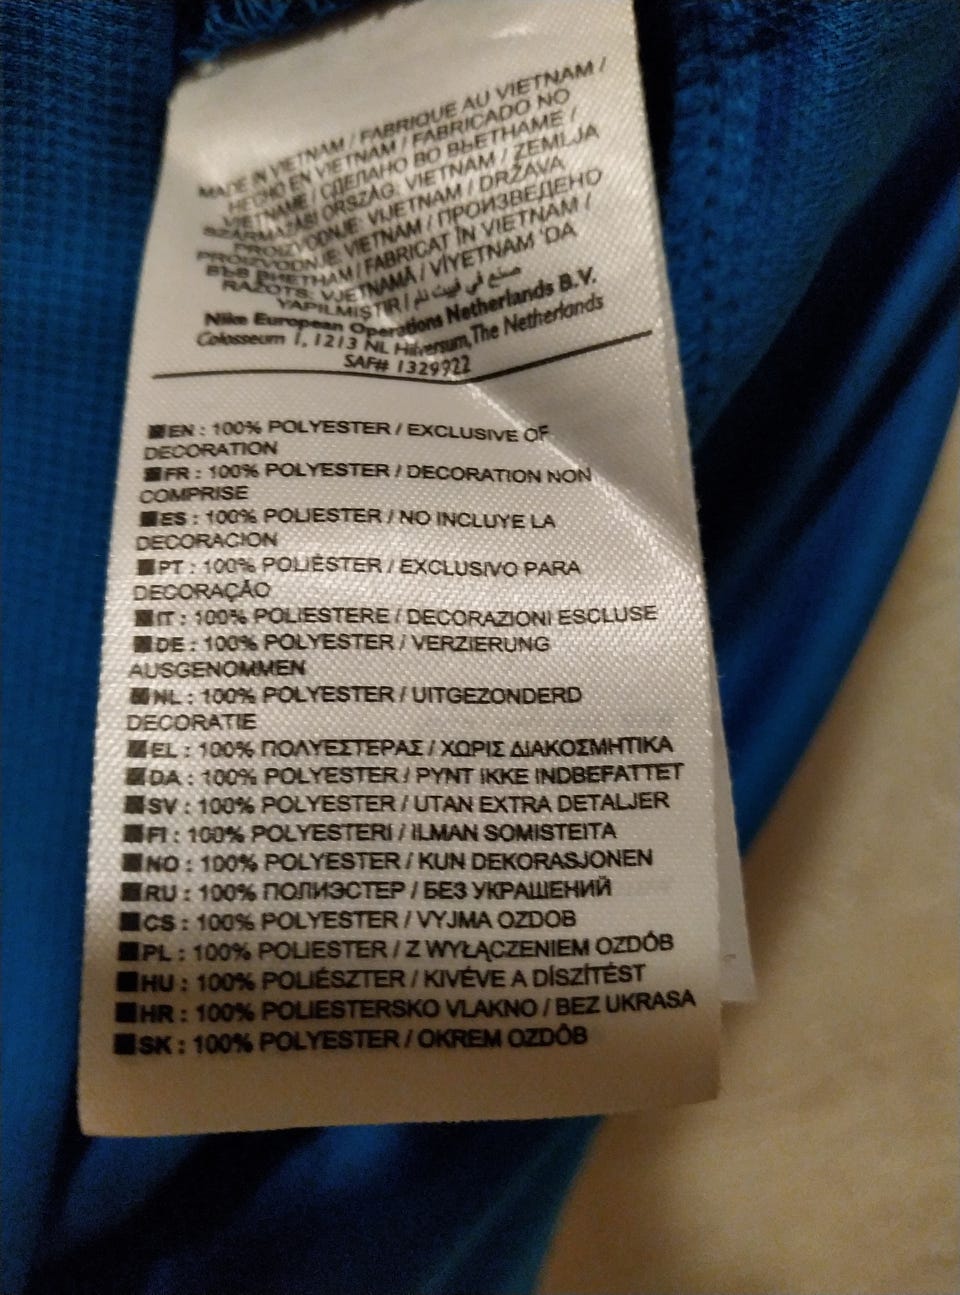 MADE IN VIETNAM / FABRIQUE AU VIETNAM /
HECHO EN VIETNAM / FABRICADO NO
VIETNAME / СДЕЛАНО ВО ВЬЕТНАМЕ /
SZÁRMAZÁSI ORSZÁG: VIETNAM / ZEMLJA
PROIZVODNJE: VIJETNAM / DRŽAVA
PROIZVODNJE VIETNAM / ПРОИЗВЕДЕНО
ВЪВ ВИЕТНАМ / FABRICAT ÎN VIETNAM /
RAŽOTS VJETNAMĀ / VİYETNAM 'DA
YAPILMIŞTIR / صنع في فييت نام
Nike European Operations Netherlands B.V.
Colosseum 1, 1213 NL Hilversum, The Netherlands
SAF# 1329922
EN : 100% POLYESTER / EXCLUSIVE OF
DECORATION
FR : 100% POLYESTER / DECORATION NON
COMPRISE
ES : 100% POLIESTER / NO INCLUYE LA
DECORACION
PT : 100% POLIÉSTER / EXCLUSIVO PARA
DECORAÇÃO
IT : 100% POLIESTERE / DECORAZIONI ESCLUSE
DE : 100% POLYESTER / VERZIERUNG
AUSGENOMMEN
NL : 100% POLYESTER / UITGEZONDERD
DECORATIE
EL : 100% ΠΟΛΥΕΣΤΕΡΑΣ / ΧΩΡΙΣ ΔΙΑΚΟΣΜΗΤΙΚΑ
DA : 100% POLYESTER / PYNT IKKE INDBEFATTET
SV : 100% POLYESTER / UTAN EXTRA DETALJER
FI : 100% POLYESTERI / ILMAN SOMISTEITA
NO : 100% POLYESTER / KUN DEKORASJONEN
RU : 100% ПОЛИЭСТЕР / БЕЗ УКРАШЕНИЙ
CS : 100% POLYESTER / VYJMA OZDOB
PL : 100% POLIESTER / Z WYŁĄCZENIEM OZDÓB
HU : 100% POLIÉSZTER / KIVÉVE A DÍSZÍTÉST
HR : 100% POLIESTERSKO VLAKNO / BEZ UKRASA
SK : 100% POLYESTER / OKREM OZDÔB